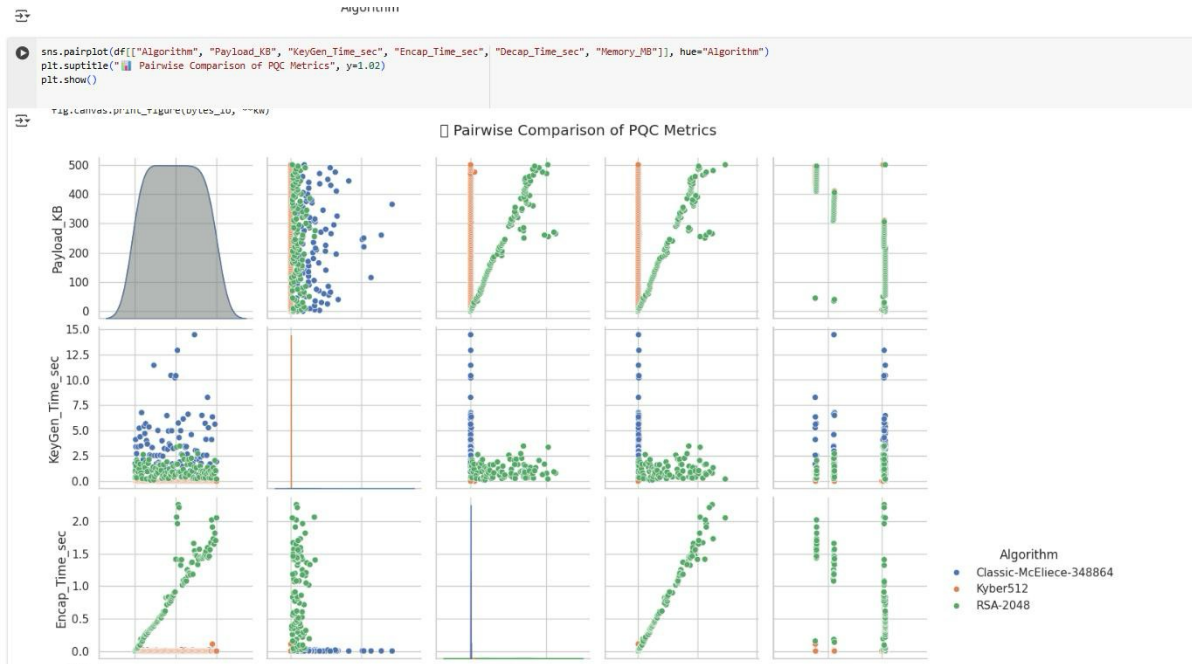 Algorithm
sns.pairplot(df[["Algorithm", "Payload_KB", "KeyGen_Time_sec", "Encap_Time_sec", "Decap_Time_sec", "Memory_MB"]], hue="Algorithm")
plt.suptitle("📊 Pairwise Comparison of PQC Metrics", y=1.02)
plt.show()
fig.canvas.print_figure(bytes_io, **kw)
Pairwise Comparison of PQC Metrics
500
400
300
200
100
0
Payload_KB
15.0
12.5
10.0
7.5
5.0
2.5
0.0
KeyGen_Time_sec
2.0
1.5
1.0
0.5
0.0
Encap_Time_sec
Algorithm
Classic-McEliece-348864
Kyber512
RSA-2048